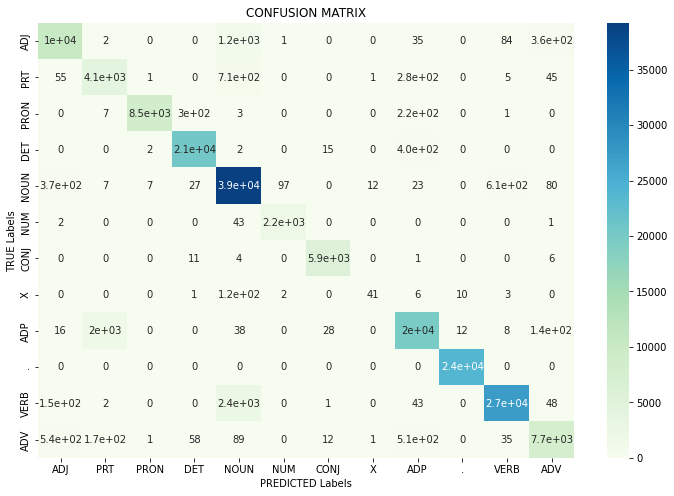 CONFUSION MATRIX
ADJ 1e+04 2 0 0 1.2e+03 1 0 0 35 0 84 3.6e+02
PRT 55 4.1e+03 1 0 7.1e+02 0 0 1 2.8e+02 0 5 45
PRON 0 7 8.5e+03 3e+02 3 0 0 0 2.2e+02 0 1 0
DET 0 0 2 2.1e+04 2 0 15 0 4.0e+02 0 0 0
NOUN 3.7e+02 7 7 27 3.9e+04 97 0 12 23 0 6.1e+02 80
NUM 2 0 0 0 43 2.2e+03 0 0 0 0 0 1
CONJ 0 0 0 11 4 0 5.9e+03 0 1 0 0 6
X 0 0 0 1 1.2e+02 2 0 41 6 10 3 0
ADP 16 2e+03 0 0 38 0 28 0 2e+04 12 8 1.4e+02
. 0 0 0 0 0 0 0 0 0 2.4e+04 0 0
VERB 1.5e+02 2 0 0 2.4e+03 0 1 0 43 0 2.7e+04 48
ADV 5.4e+02 1.7e+02 1 58 89 0 12 1 5.1e+02 0 35 7.7e+03
ADJ PRT PRON DET NOUN NUM CONJ X ADP . VERB ADV
PREDICTED Labels
TRUE Labels
35000
30000
25000
20000
15000
10000
5000
0